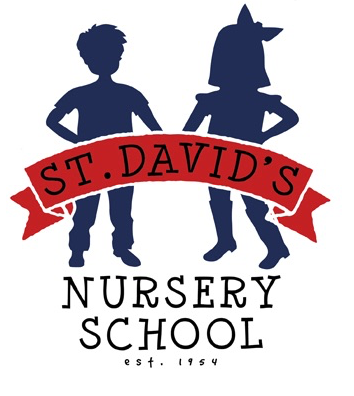 ST. DAVID'S
NURSERY
SCHOOL
est. 1954